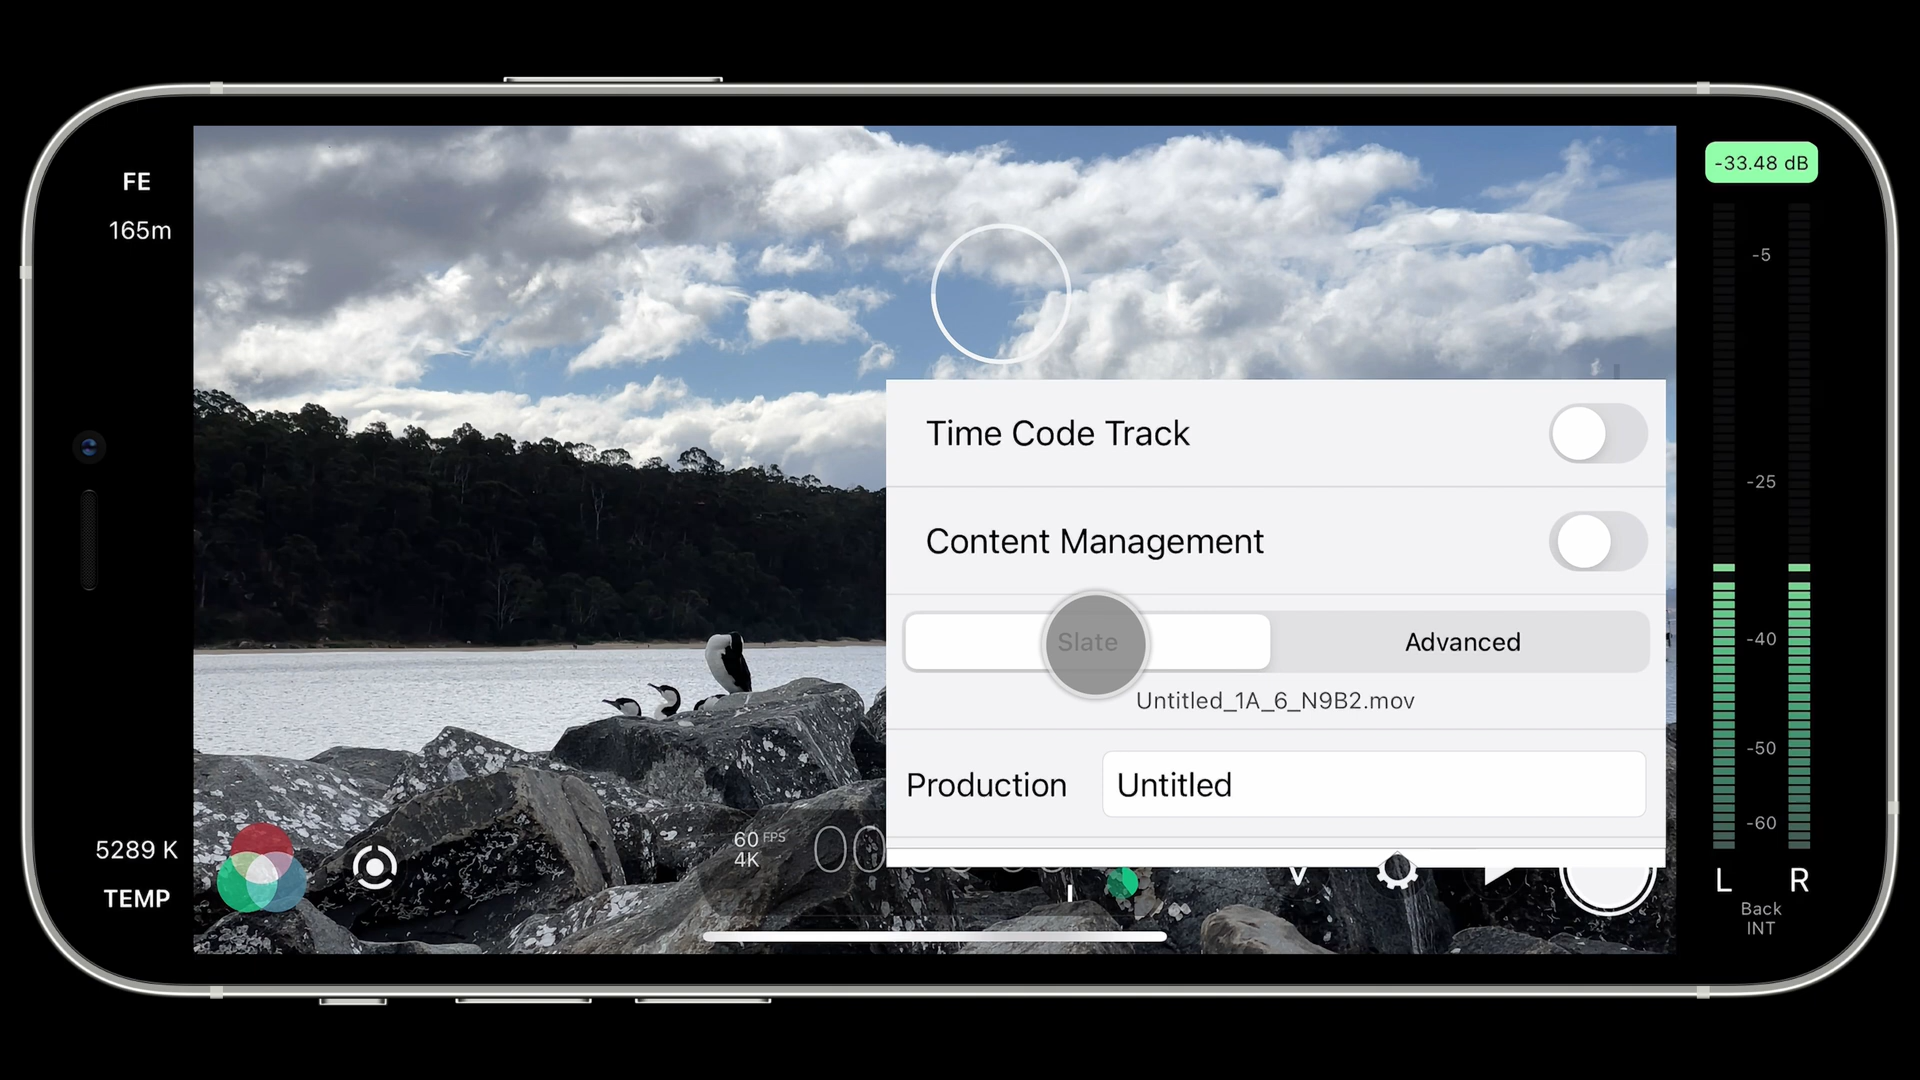 FE
165m
5289 K
TEMP
60 FPS
4K
Time Code Track
Content Management
Slate
Advanced
Untitled_1A_6_N9B2.mov
Production
Untitled
-33.48 dB
-5
-25
-40
-50
-60
L
R
Back
INT